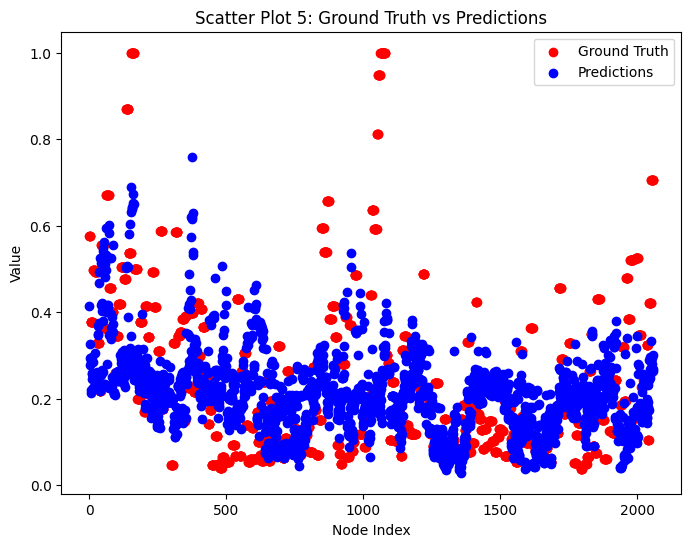 Scatter Plot 5: Ground Truth vs Predictions
Ground Truth
Predictions
Value
1.0
0.8
0.6
0.4
0.2
0.0
0
500
1000
1500
2000
Node Index